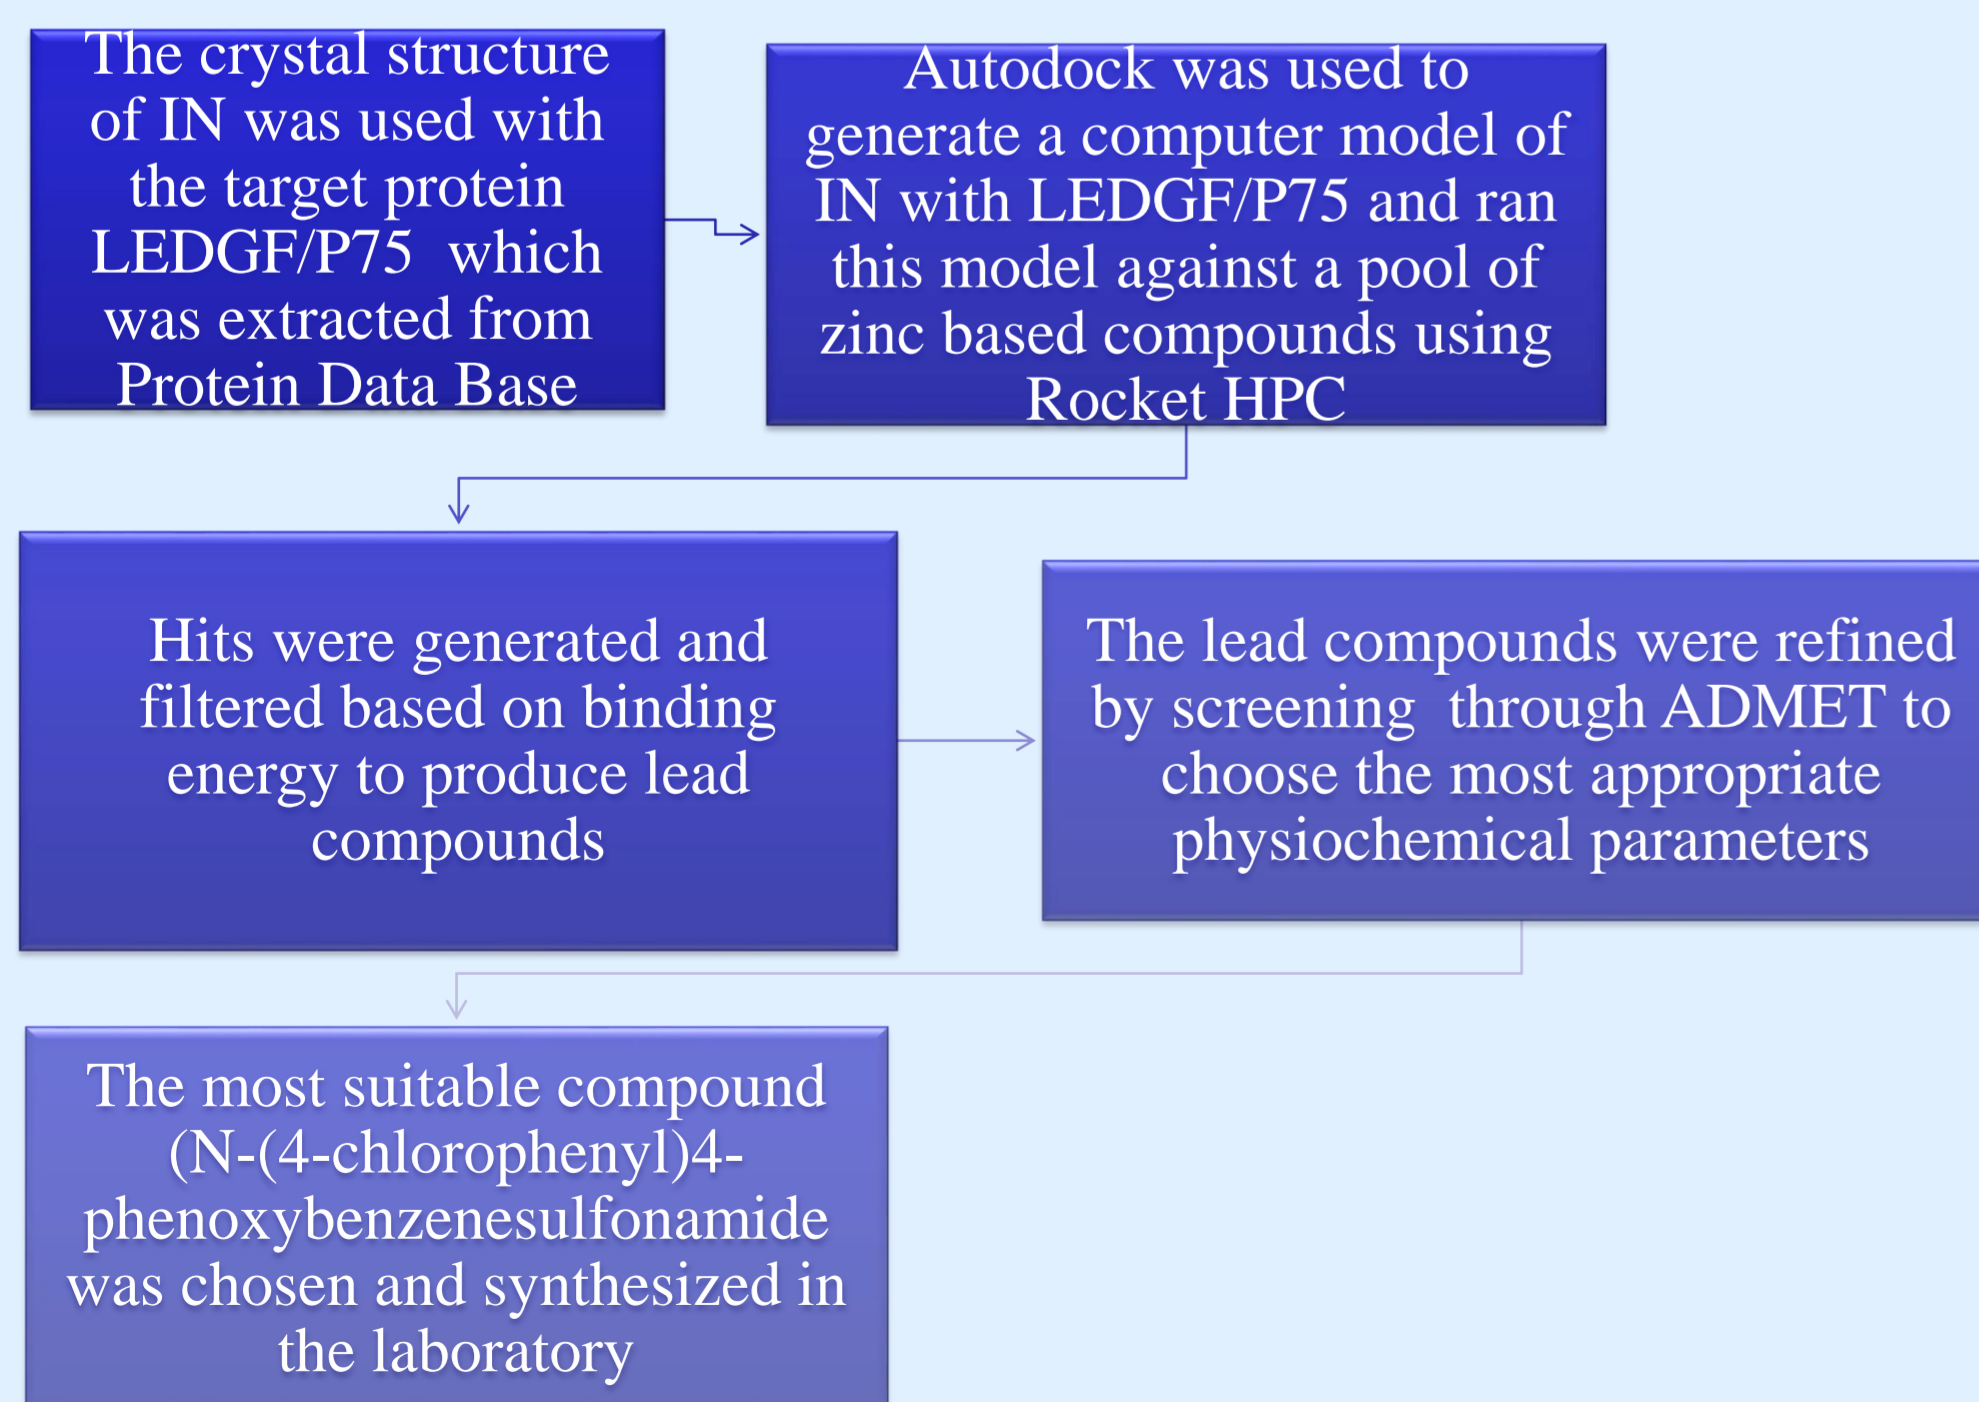 The crystal structure
of IN was used with
the target protein
LEDGF/P75  which
was extracted from
Protein Data Base
Autodock was used to
generate a computer model of
IN with LEDGF/P75 and ran
this model against a pool of
zinc based compounds using
Rocket HPC
Hits were generated and
filtered based on binding
energy to produce lead
compounds
The lead compounds were refined
by screening  through ADMET to
choose the most appropriate
physiochemical parameters
The most suitable compound
(N-(4-chlorophenyl)4-
phenoxybenzenesulfonamide
was chosen and synthesized in
the laboratory